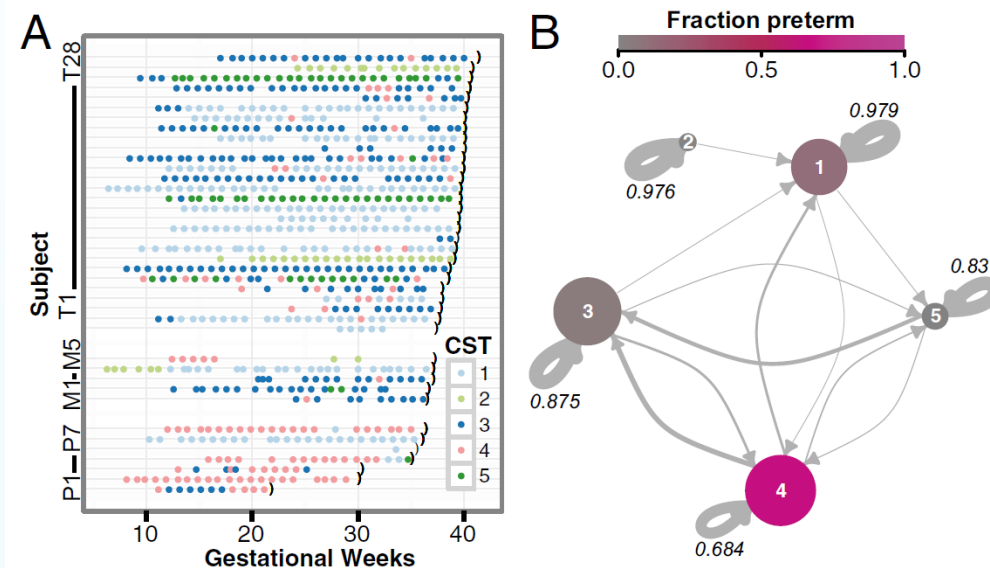 A
T28
T1
M1-M5
P1-P7
Subject
10 20 30 40
Gestational Weeks
CST
1
2
3
4
5
B
Fraction preterm
0.0 0.5 1.0
0.979
2
1
0.976
0.83
3
5
0.875
4
0.684